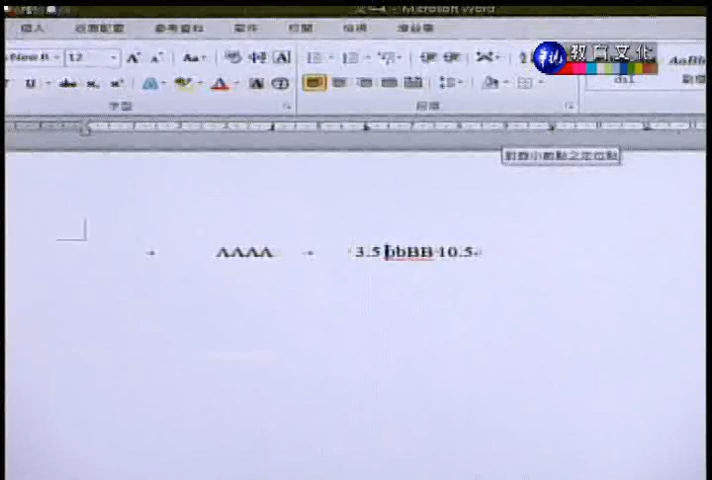 Microsoft Word
插入 版面配置 參考資料 郵件 校閱 檢視 增益集
New R 12
教育文化
字型 段落
對齊小數點之定位點
AAAA 3.5 bbBB 10.5